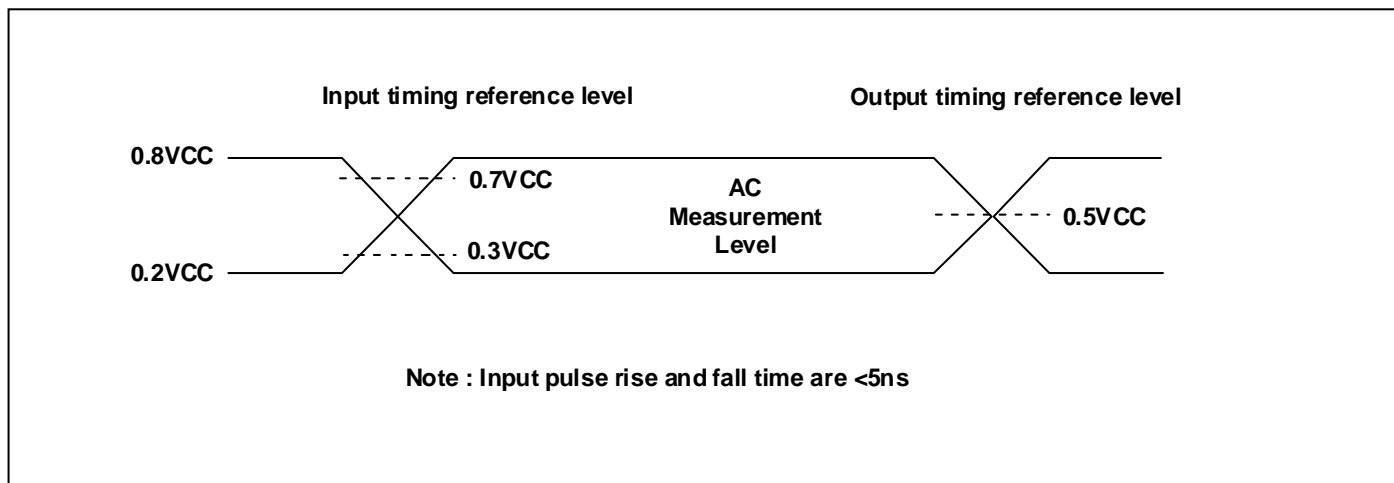 Input timing reference level
Output timing reference level
0.8VCC
0.7VCC
AC
Measurement
Level
0.5VCC
0.3VCC
0.2VCC
Note : Input pulse rise and fall time are <5ns